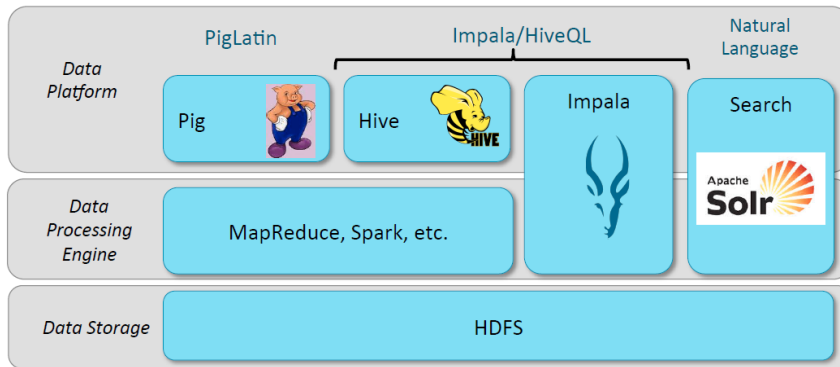 PigLatin
Impala/HiveQL
Natural
Language
Data
Platform
Pig
Hive
HIVE
Impala
Search
Apache
Solr
Data
Processing
Engine
MapReduce, Spark, etc.
Data Storage
HDFS